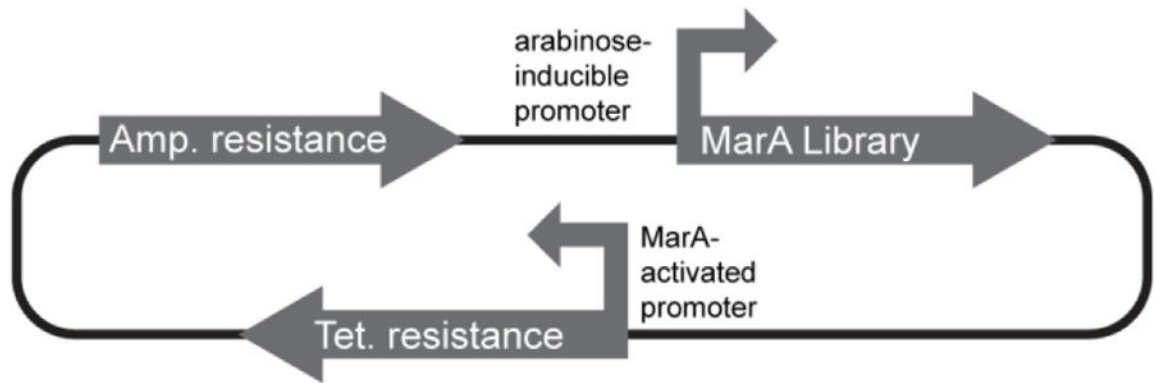 arabinose-
inducible
promoter
Amp. resistance
MarA Library
MarA-
activated
promoter
Tet. resistance